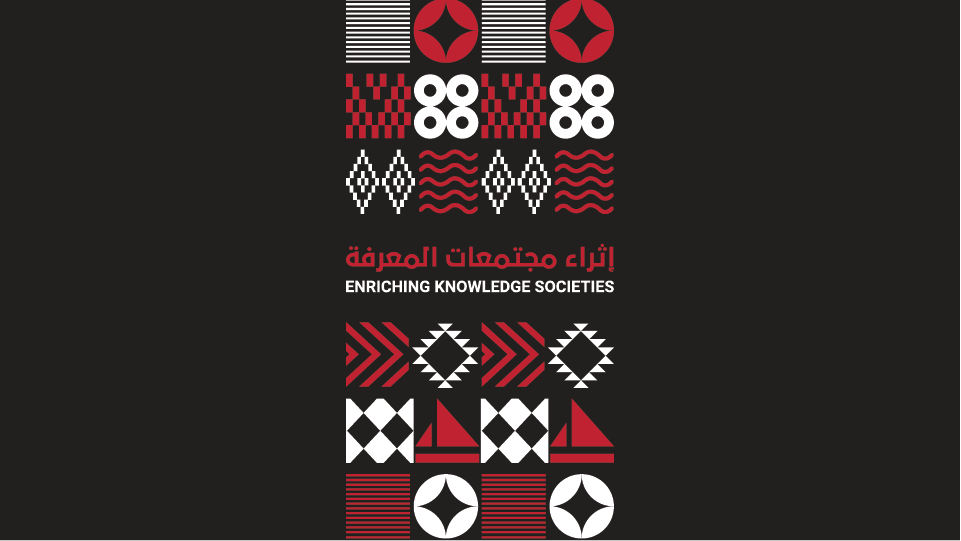 إثراء مجتمعات المعرفة
ENRICHING KNOWLEDGE SOCIETIES